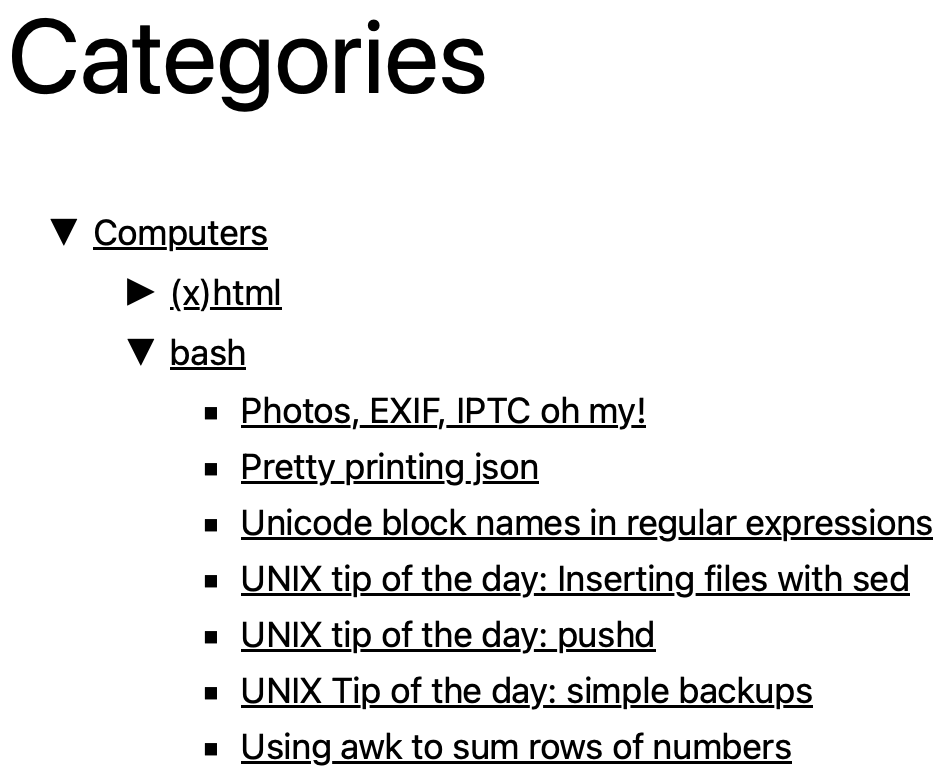 Categories
▼ Computers
▶ (x)html
▼ bash
▪ Photos, EXIF, IPTC oh my!
▪ Pretty printing json
▪ Unicode block names in regular expressions
▪ UNIX tip of the day: Inserting files with sed
▪ UNIX tip of the day: pushd
▪ UNIX Tip of the day: simple backups
▪ Using awk to sum rows of numbers